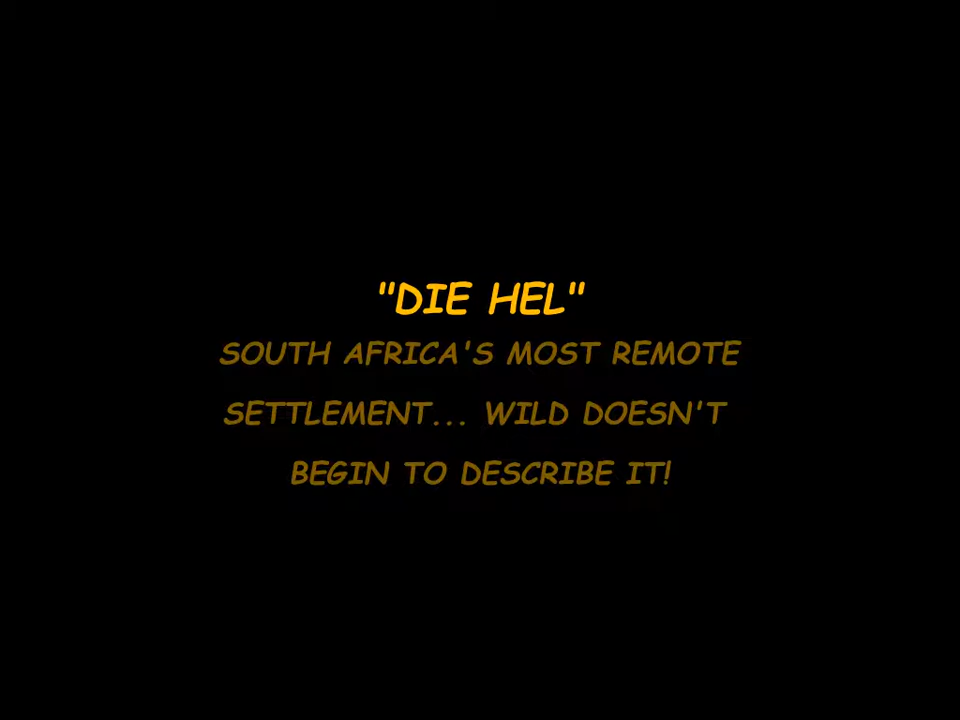 "DIE HEL"
SOUTH AFRICA'S MOST REMOTE
SETTLEMENT... WILD DOESN'T
BEGIN TO DESCRIBE IT!